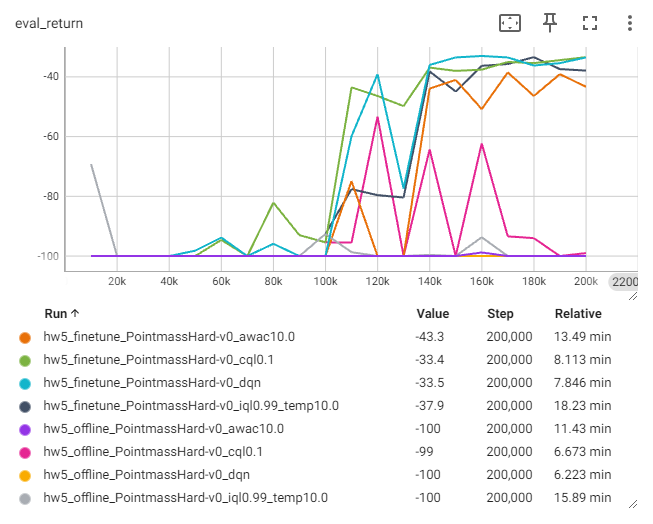 eval_return
-40
-60
-80
-100
20k 40k 60k 80k 100k 120k 140k 160k 180k 200k 2200
Run ↑ Value Step Relative
hw5_finetune_PointmassHard-v0_awac10.0 -43.3 200,000 13.49 min
hw5_finetune_PointmassHard-v0_cql0.1 -33.4 200,000 8.113 min
hw5_finetune_PointmassHard-v0_dqn -33.5 200,000 7.846 min
hw5_finetune_PointmassHard-v0_iql0.99_temp10.0 -37.9 200,000 18.23 min
hw5_offline_PointmassHard-v0_awac10.0 -100 200,000 11.43 min
hw5_offline_PointmassHard-v0_cql0.1 -99 200,000 6.673 min
hw5_offline_PointmassHard-v0_dqn -100 200,000 6.223 min
hw5_offline_PointmassHard-v0_iql0.99_temp10.0 -100 200,000 15.89 min